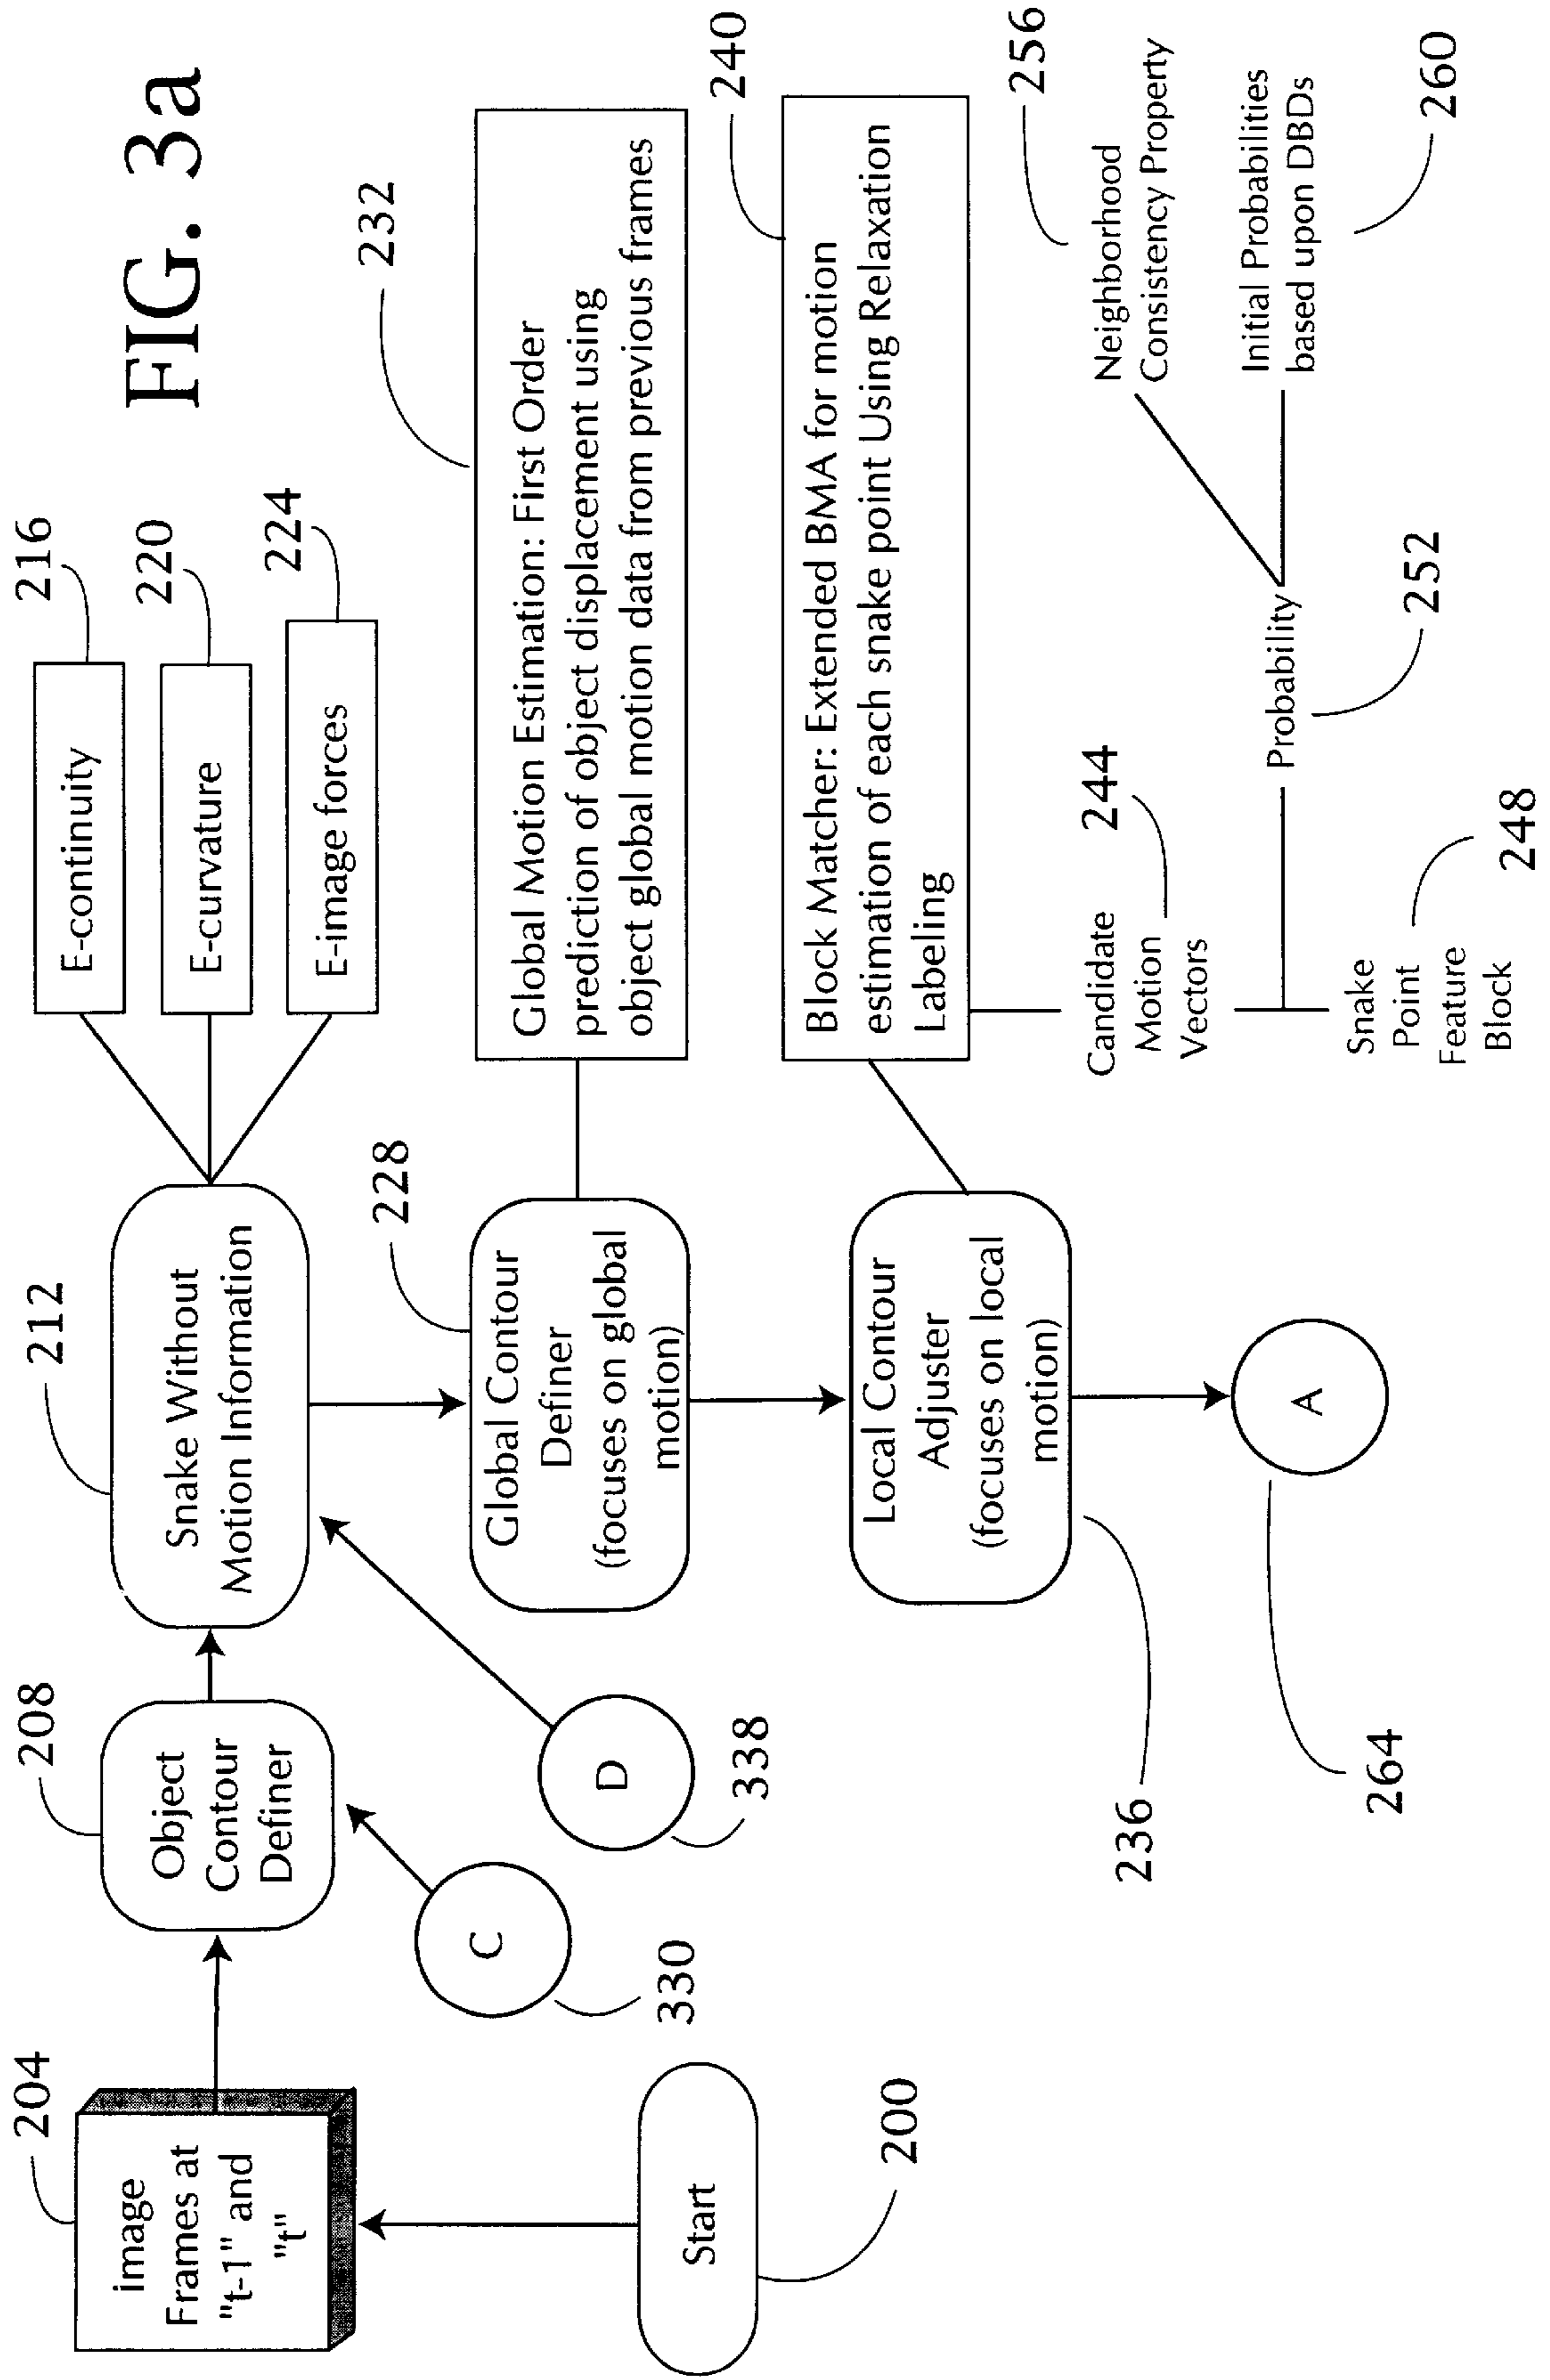 FIG. 3a
204
image
Frames at
"t-1" and
"t"
Start
200
208
Object
Contour
Definer
C
330
D
338
212
Snake Without
Motion Information
216
E-continuity
220
E-curvature
224
E-image forces
228
Global Contour
Definer
(focuses on global
motion)
232
Global Motion Estimation: First Order
prediction of object displacement using
object global motion data from previous frames
Local Contour
Adjuster
(focuses on local
motion)
236
240
Block Matcher: Extended BMA for motion
estimation of each snake point Using Relaxation
Labeling
A
264
Candidate
Motion
Vectors
244
Snake
Point
Feature
Block
248
Probability
252
Neighborhood
Consistency Property
256
Initial Probabilities
based upon DBDs
260